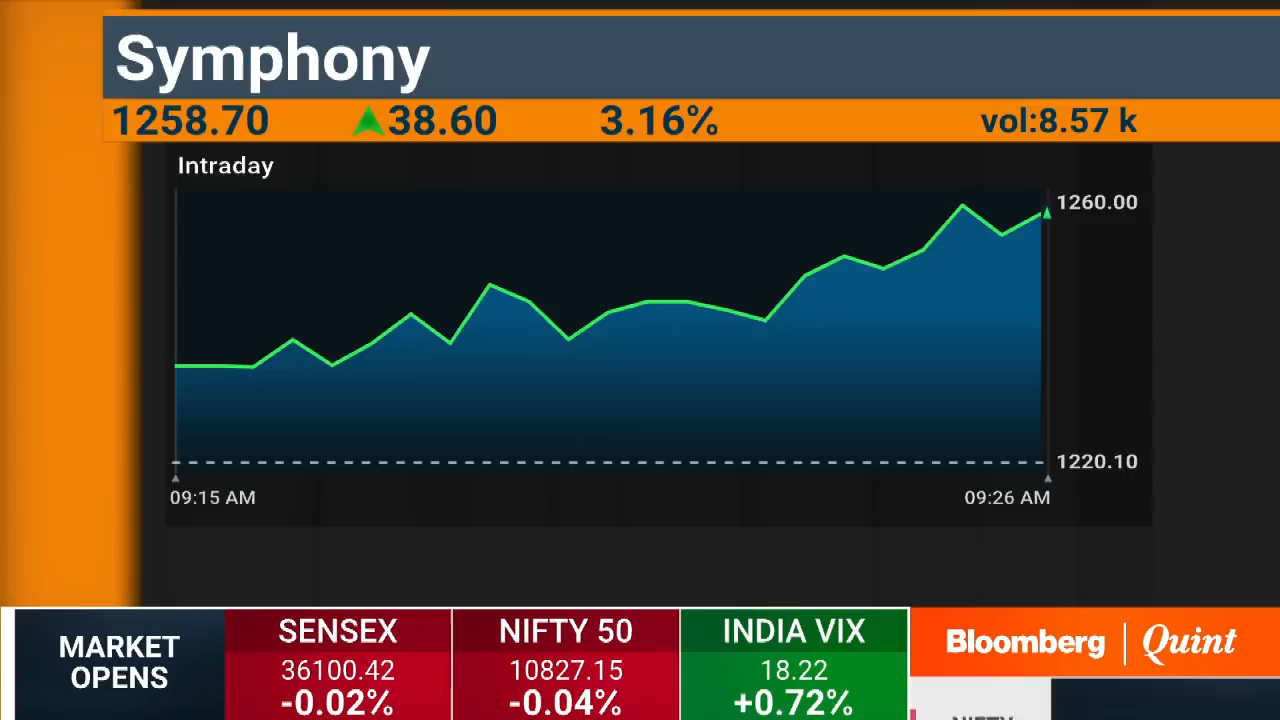 Symphony
1258.70 38.60 3.16% vol:8.57 k
Intraday
1260.00
1220.10
09:15 AM 09:26 AM
MARKET OPENS
SENSEX
36100.42
-0.02%
NIFTY 50
10827.15
-0.04%
INDIA VIX
18.22
+0.72%
Bloomberg | Quint